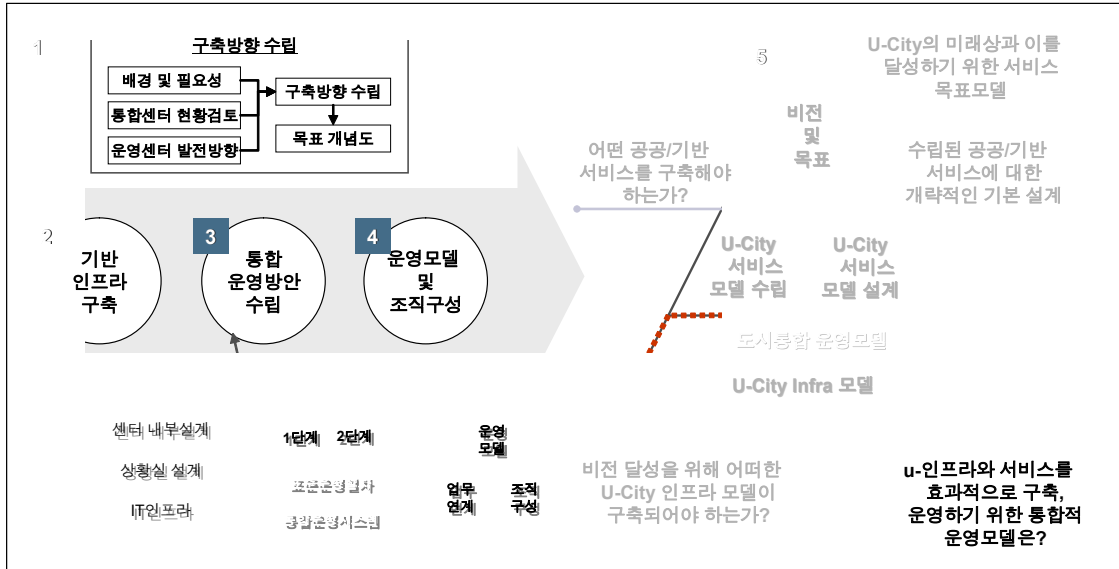 1
구축방향 수립
배경 및 필요성
통합센터 현황검토
운영센터 발전방향
구축방향 수립
목표 개념도
2
기반
인프라
구축
3
통합
운영방안
수립
4
운영모델
및
조직구성
센터 내부설계
상황실 설계
IT인프라
1단계
2단계
표준운영절차
통합운영시스템
운영
모델
업무
연계
조직
구성
5
U-City의 미래상과 이를
달성하기 위한 서비스
목표모델
비전
및
목표
어떤 공공/기반
서비스를 구축해야
하는가?
수립된 공공/기반
서비스에 대한
개략적인 기본 설계
U-City
서비스
모델 수립
U-City
서비스
모델 설계
도시통합 운영모델
U-City Infra 모델
비전 달성을 위해 어떠한
U-City 인프라 모델이
구축되어야 하는가?
u-인프라와 서비스를
효과적으로 구축,
운영하기 위한 통합적
운영모델은?